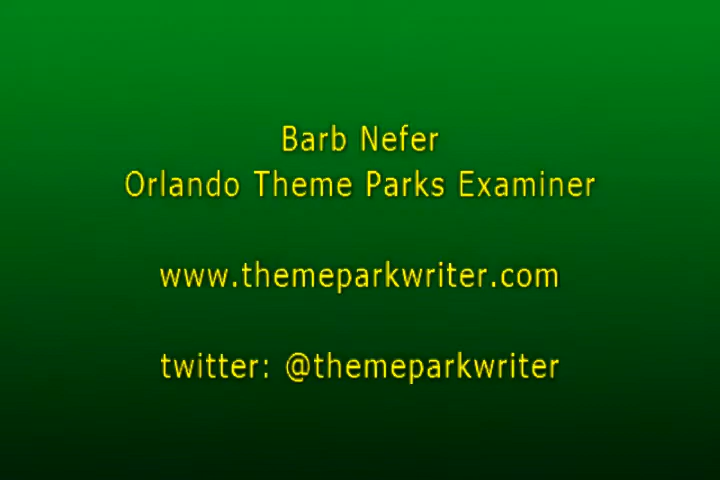 Barb Nefer
Orlando Theme Parks Examiner
www.themeparkwriter.com
twitter: @themeparkwriter